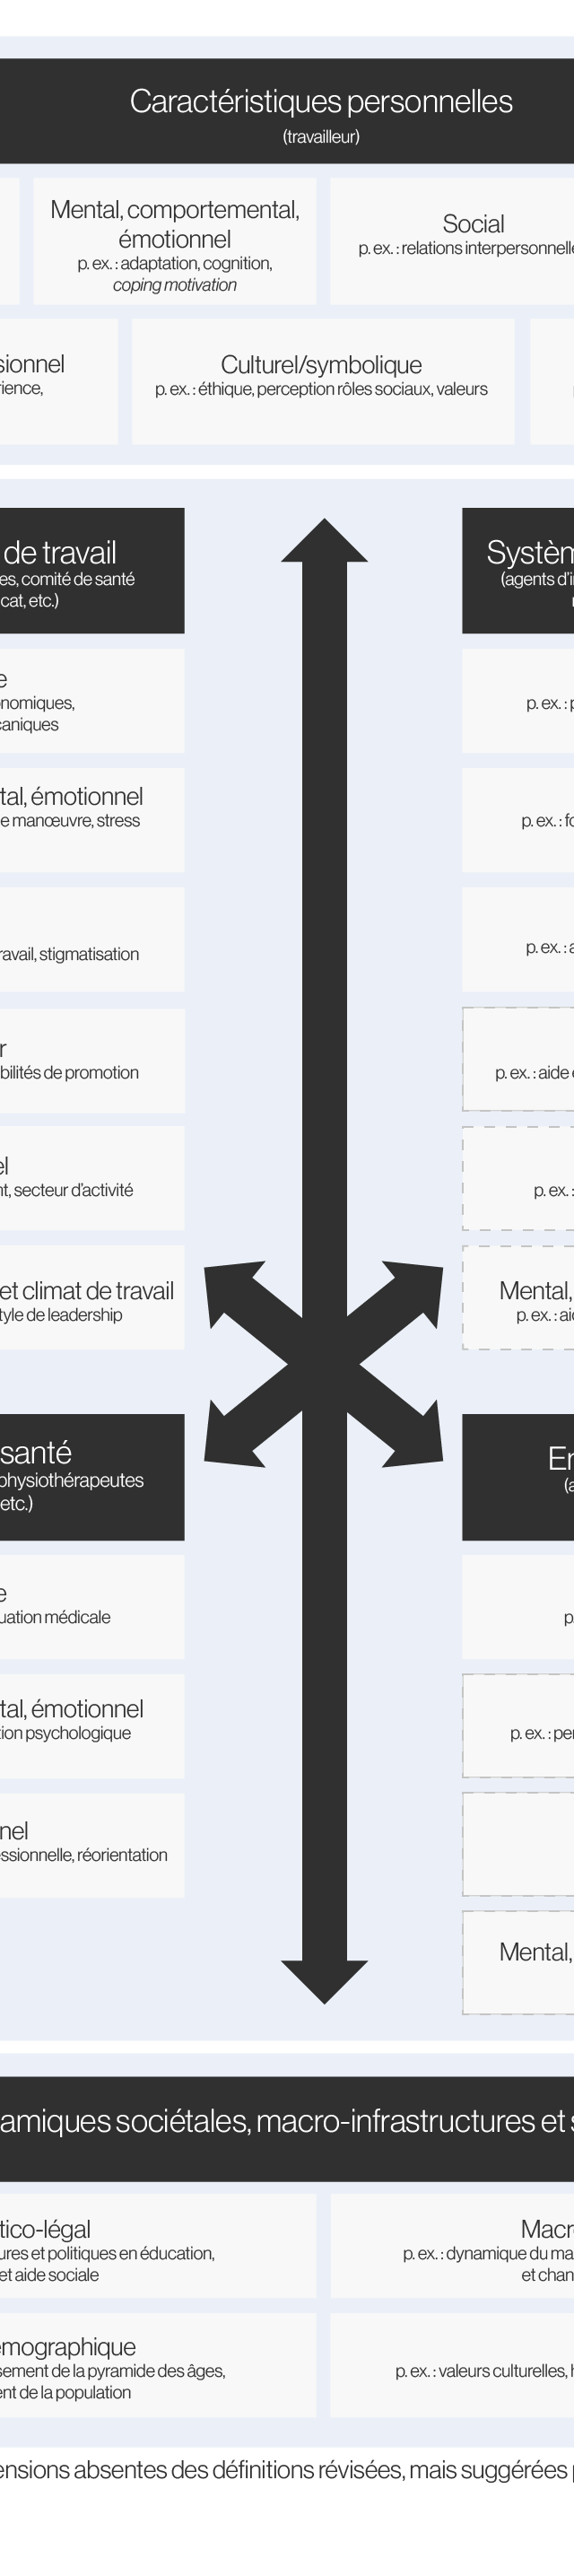 Caractéristiques personnelles
(travailleur)
Mental, comportemental,
émotionnel
p. ex. : adaptation, cognition,
coping motivation
Social
p. ex. : relations interpersonnelle
sionnel
rience,
Culturel/symbolique
p. ex. : éthique, perception rôles sociaux, valeurs
de travail
es, comité de santé
cat, etc.)
e
nomiques,
caniques
tal, émotionnel
e manœuvre, stress
ravail, stigmatisation
r
bilités de promotion
el
nt, secteur d'activité
et climat de travail
tyle de leadership
Systèm
(agents d'i
p. ex. : p
p. ex. : fo
p. ex. : a
p. ex. : aide
p. ex. :
Mental,
p. ex. : aid
santé
physiothérapeutes
etc.)
e
uation médicale
tal, émotionnel
tion psychologique
nel
essionnelle, réorientation
En
(a
p.
p. ex. : per
Mental,
amiques sociétales, macro-infrastructures et s
tico-légal
ures et politiques en éducation,
et aide sociale
Macr
p. ex. : dynamique du ma
et chan
émographique
sement de la pyramide des âges,
ent de la population
p. ex. : valeurs culturelles, h
ensions absentes des définitions révisées, mais suggérées p